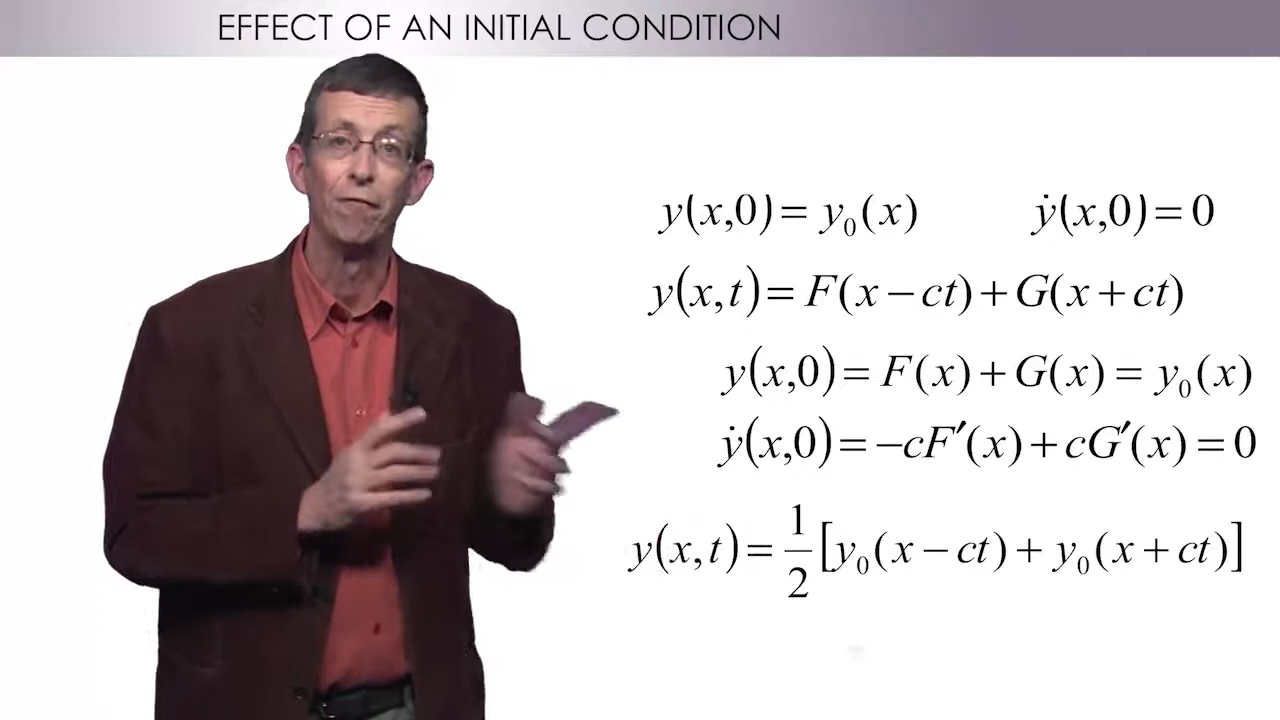 EFFECT OF AN INITIAL CONDITION
y(x,0) = y₀(x) ẏ(x,0) = 0
y(x,t) = F(x − ct) + G(x + ct)
y(x,0) = F(x) + G(x) = y₀(x)
ẏ(x,0) = −cF′(x) + cG′(x) = 0
y(x,t) = 1/2 [y₀(x − ct) + y₀(x + ct)]